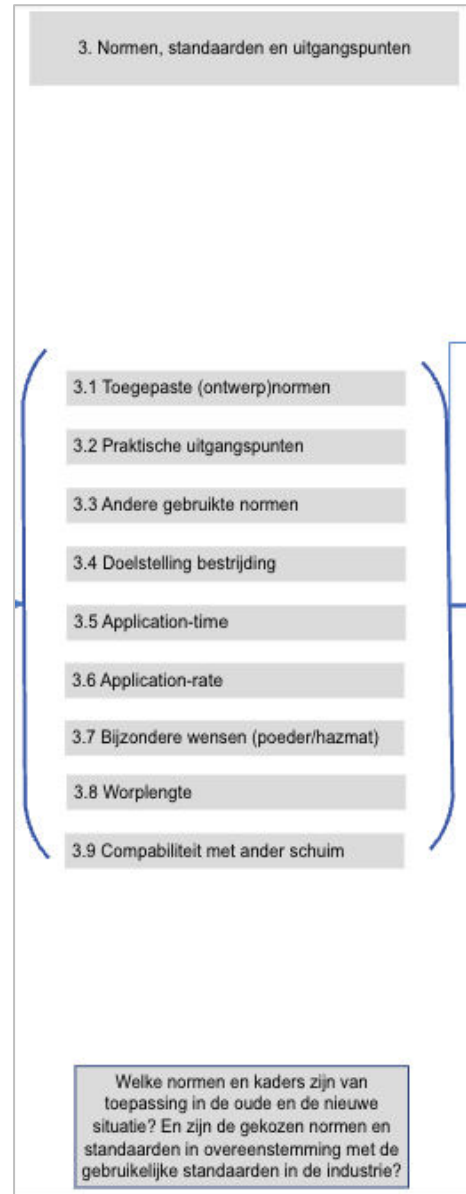 3. Normen, standaarden en uitgangspunten
3.1 Toegepaste (ontwerp)normen
3.2 Praktische uitgangspunten
3.3 Andere gebruikte normen
3.4 Doelstelling bestrijding
3.5 Application-time
3.6 Application-rate
3.7 Bijzondere wensen (poeder/hazmat)
3.8 Worplengte
3.9 Compabiliteit met ander schuim
Welke normen en kaders zijn van
toepassing in de oude en de nieuwe
situatie? En zijn de gekozen normen en
standaarden in overeenstemming met de
gebruikelijke standaarden in de industrie?